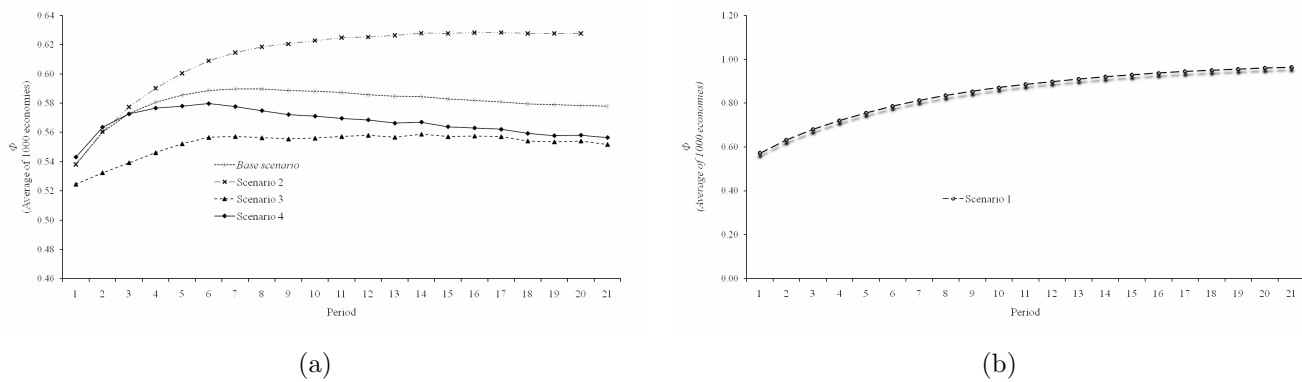 0.64
0.62
0.60
0.58
0.56
0.54
0.52
0.50
0.48
0.46
Φ
(Average of 1000 economies)
Base scenario
Scenario 2
Scenario 3
Scenario 4
1 2 3 4 5 6 7 8 9 10 11 12 13 14 15 16 17 18 19 20 21
Period
(a)
1.20
1.00
0.80
0.60
0.40
0.20
0.00
Φ
(Average of 1000 economies)
Scenario 1
1 2 3 4 5 6 7 8 9 10 11 12 13 14 15 16 17 18 19 20 21
Period
(b)